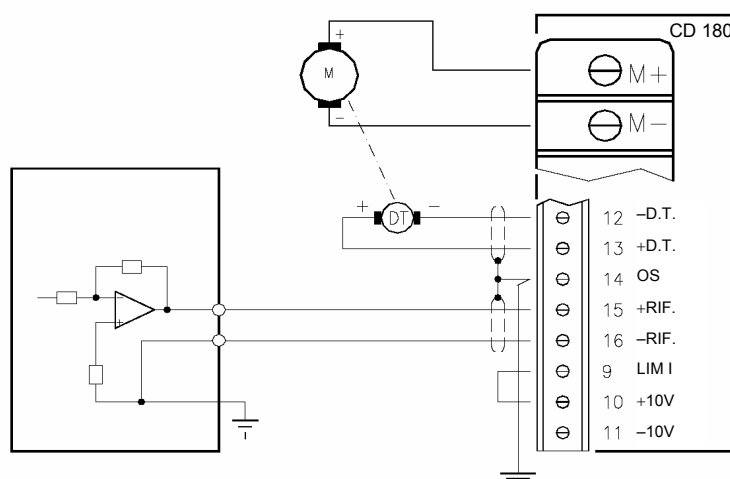 CD 180
+
M
M+
–
M–
+ DT –
12 –D.T.
13 +D.T.
14 OS
15 +RIF.
16 –RIF.
9 LIM I
10 +10V
11 –10V
–
+